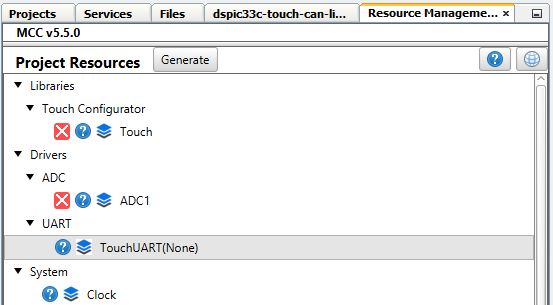 Projects Services Files dspic33c-touch-can-li... Resource Manageme... ×
MCC v5.5.0
Project Resources Generate ?
Libraries
Touch Configurator
? Touch
Drivers
ADC
? ADC1
UART
? TouchUART(None)
System
? Clock